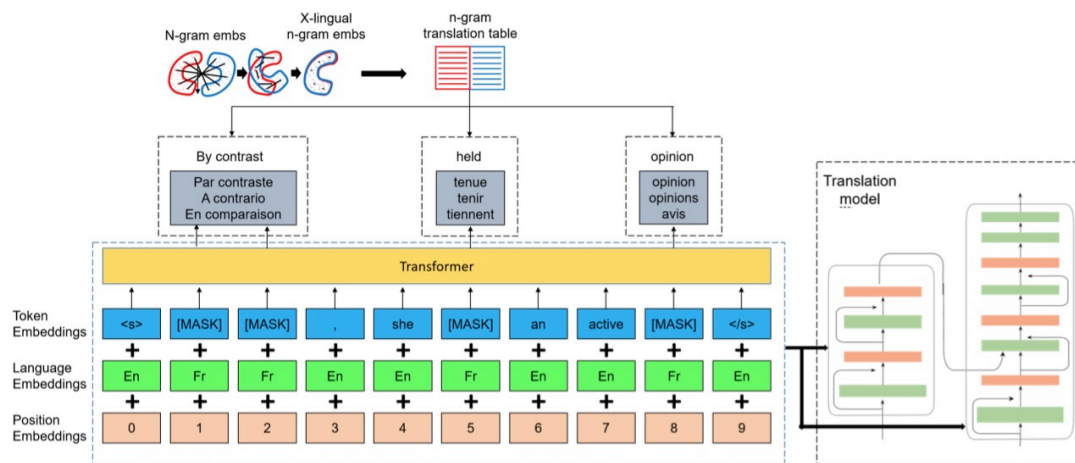 N-gram embs
X-lingual
n-gram embs
n-gram
translation table
By contrast
Par contraste
A contrario
En comparaison
held
tenue
tenir
tiennent
opinion
opinion
opinions
avis
Translation
model
Transformer
Token
Embeddings
<s> [MASK] [MASK] , she [MASK] an active [MASK] </s>
+ + + + + + + + + +
Language
Embeddings
En Fr Fr En En Fr En En Fr En
+ + + + + + + + + +
Position
Embeddings
0 1 2 3 4 5 6 7 8 9